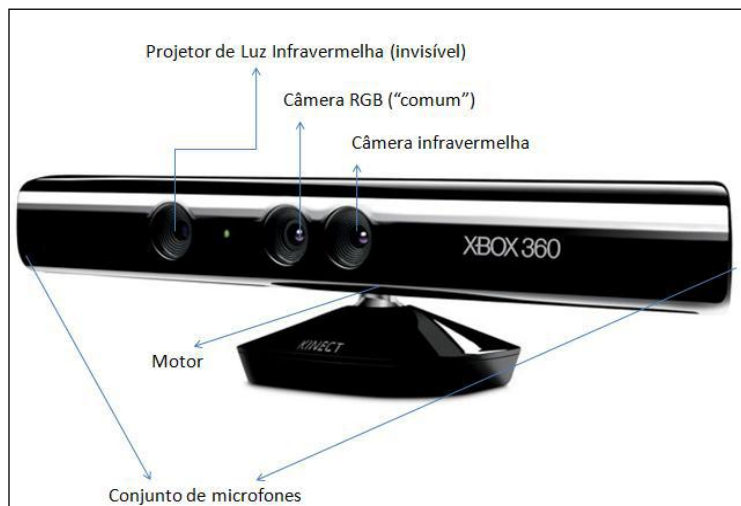 Projetor de Luz Infravermelha (invisível)
Câmera RGB (“comum”)
Câmera infravermelha
XBOX 360
KINECT
Motor
Conjunto de microfones